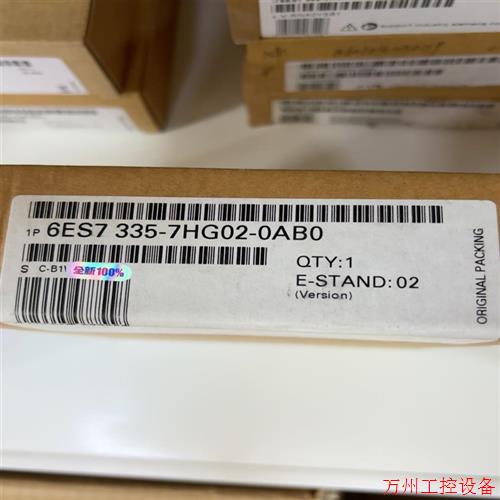 1P 6ES7 335-7HG02-0AB0
S C-B1
全新100%
QTY:1
E-STAND:02
(Version)
ORIGINAL PACKING
万州工控设备